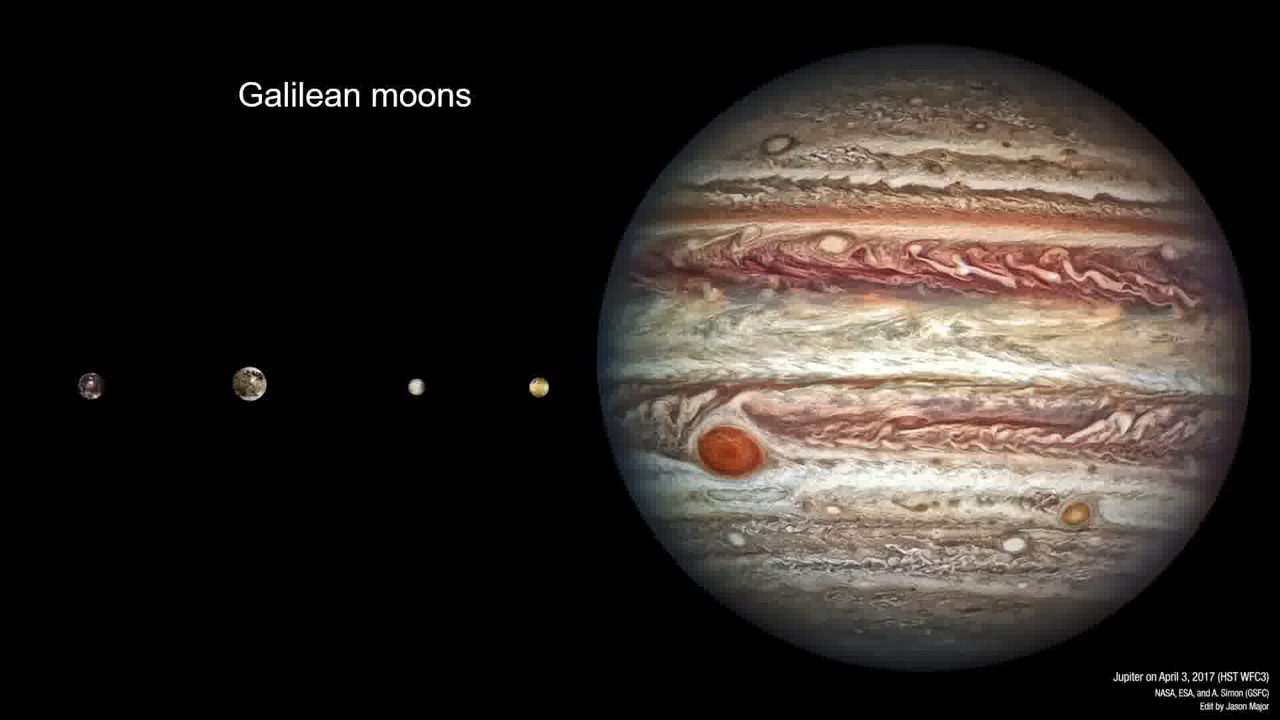 Galilean moons
Jupiter on April 3, 2017 (HST WFC3)
NASA, ESA, and A. Simon (GSFC)
Edit by Jason Major